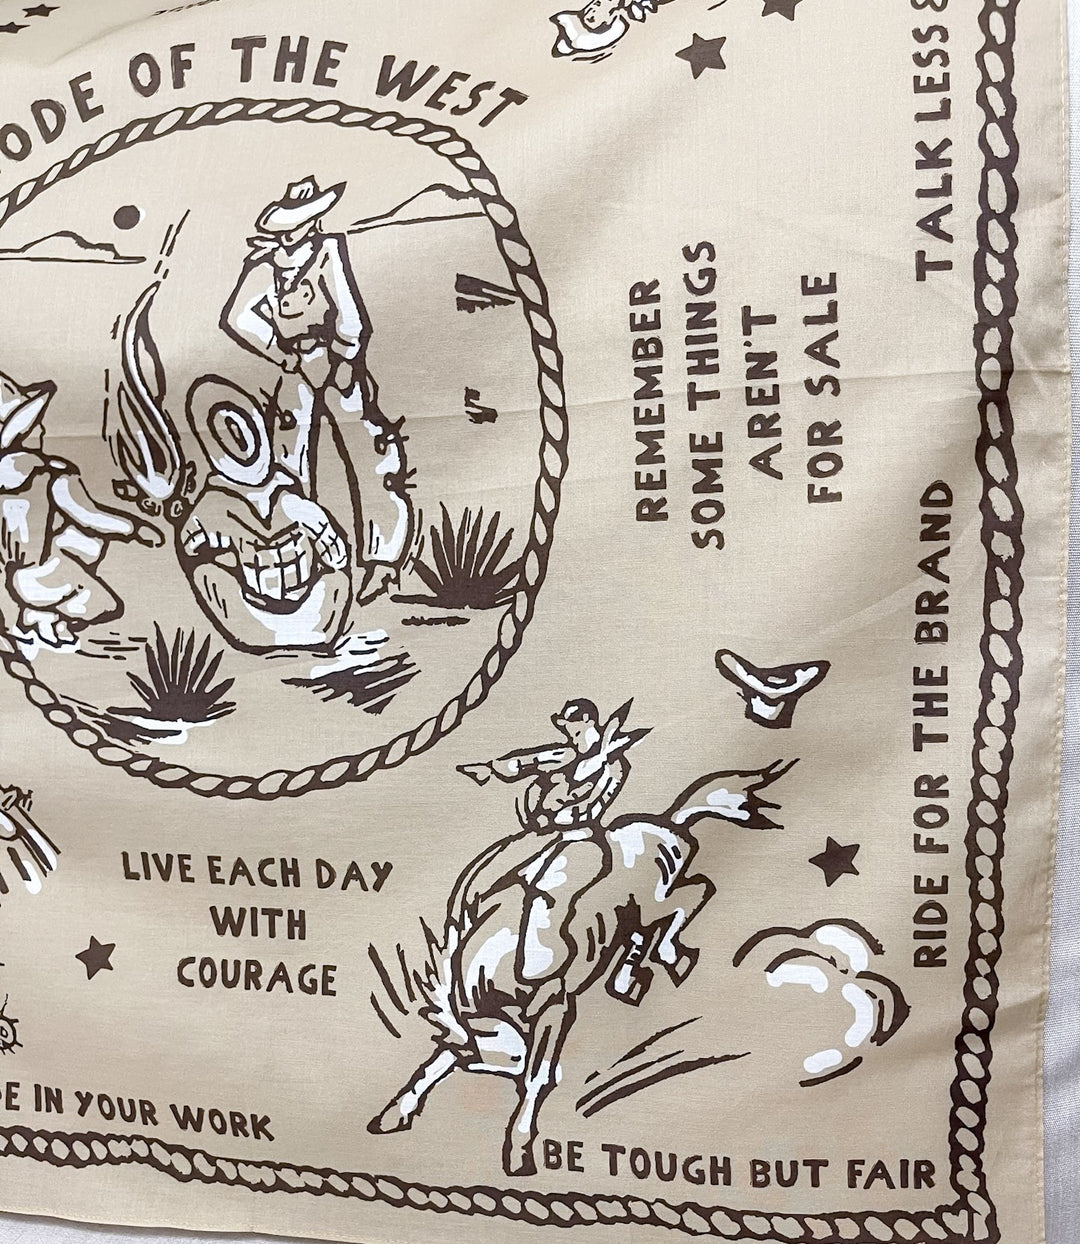 ODE OF THE WEST
TALK LESS &
REMEMBER
SOME THINGS
AREN'T
FOR SALE
RIDE FOR THE BRAND
LIVE EACH DAY
WITH
COURAGE
E IN YOUR WORK
BE TOUGH BUT FAIR